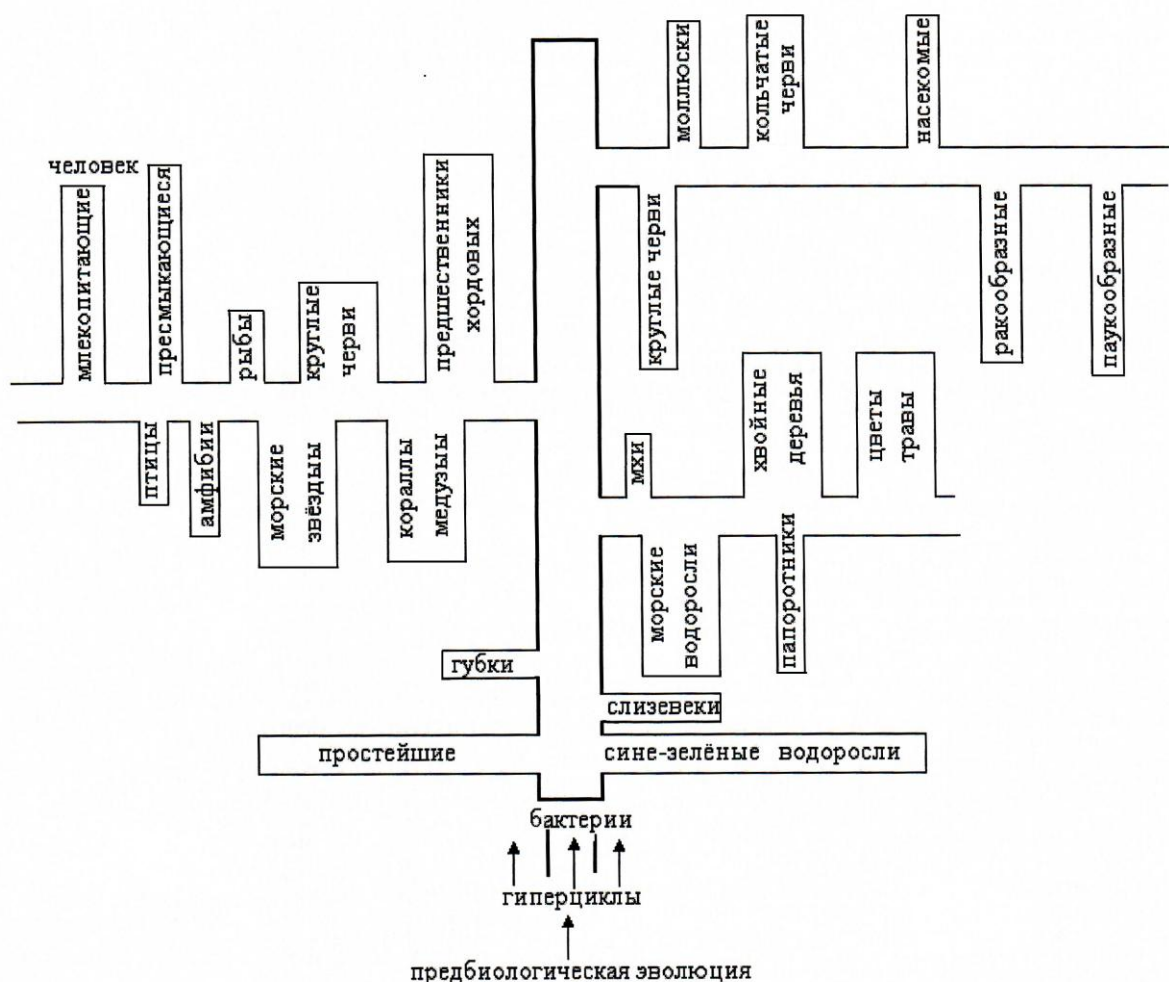 моллюски
кольчатые
черви
насекомые
человек
млекопитающие
пресмыкающиеся
рыбы
круглые
черви
предшественники
хордовых
круглые черви
ракообразные
паукообразные
птицы
амфибии
морские
звёзды
кораллы
медузы
мхи
хвойные
деревья
цветы
травы
морские
водоросли
папоротники
губки
слизевеки
простейшие
сине-зелёные водоросли
бактерии
гиперциклы
предбиологическая эволюция